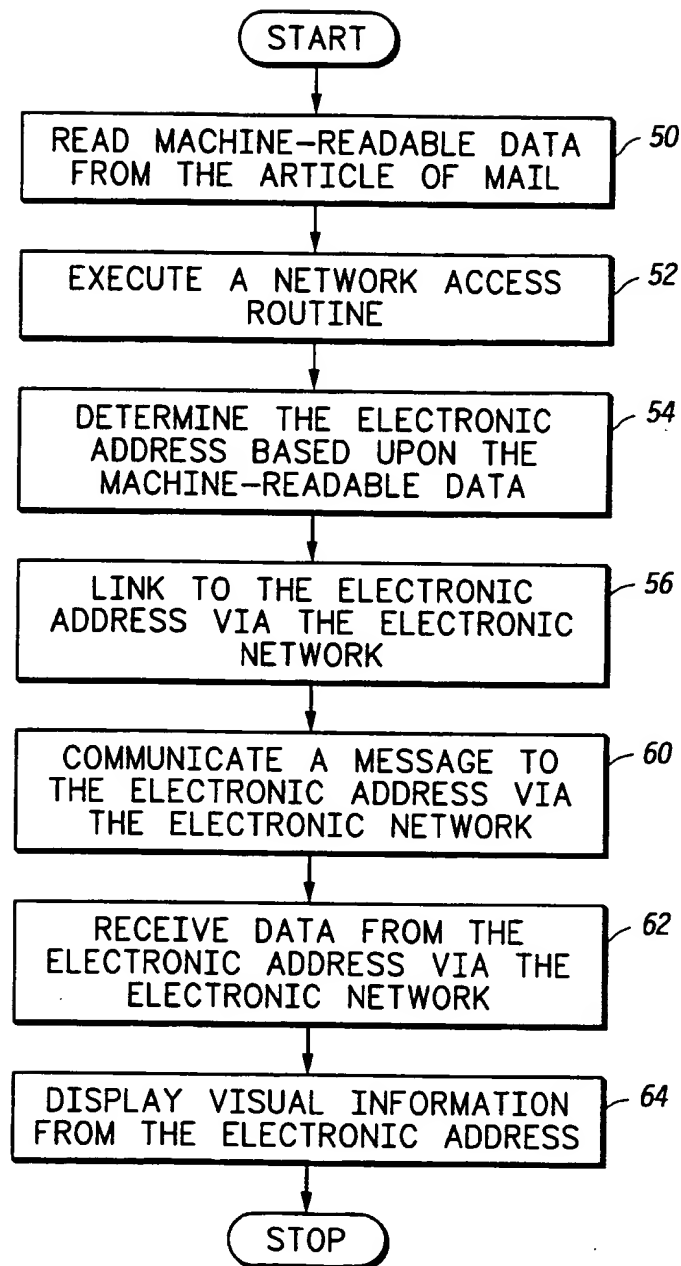 START
READ MACHINE-READABLE DATA
FROM THE ARTICLE OF MAIL
50
EXECUTE A NETWORK ACCESS
ROUTINE
52
DETERMINE THE ELECTRONIC
ADDRESS BASED UPON THE
MACHINE-READABLE DATA
54
LINK TO THE ELECTRONIC
ADDRESS VIA THE ELECTRONIC
NETWORK
56
COMMUNICATE A MESSAGE TO
THE ELECTRONIC ADDRESS VIA
THE ELECTRONIC NETWORK
60
RECEIVE DATA FROM THE
ELECTRONIC ADDRESS VIA THE
ELECTRONIC NETWORK
62
DISPLAY VISUAL INFORMATION
FROM THE ELECTRONIC ADDRESS
64
STOP